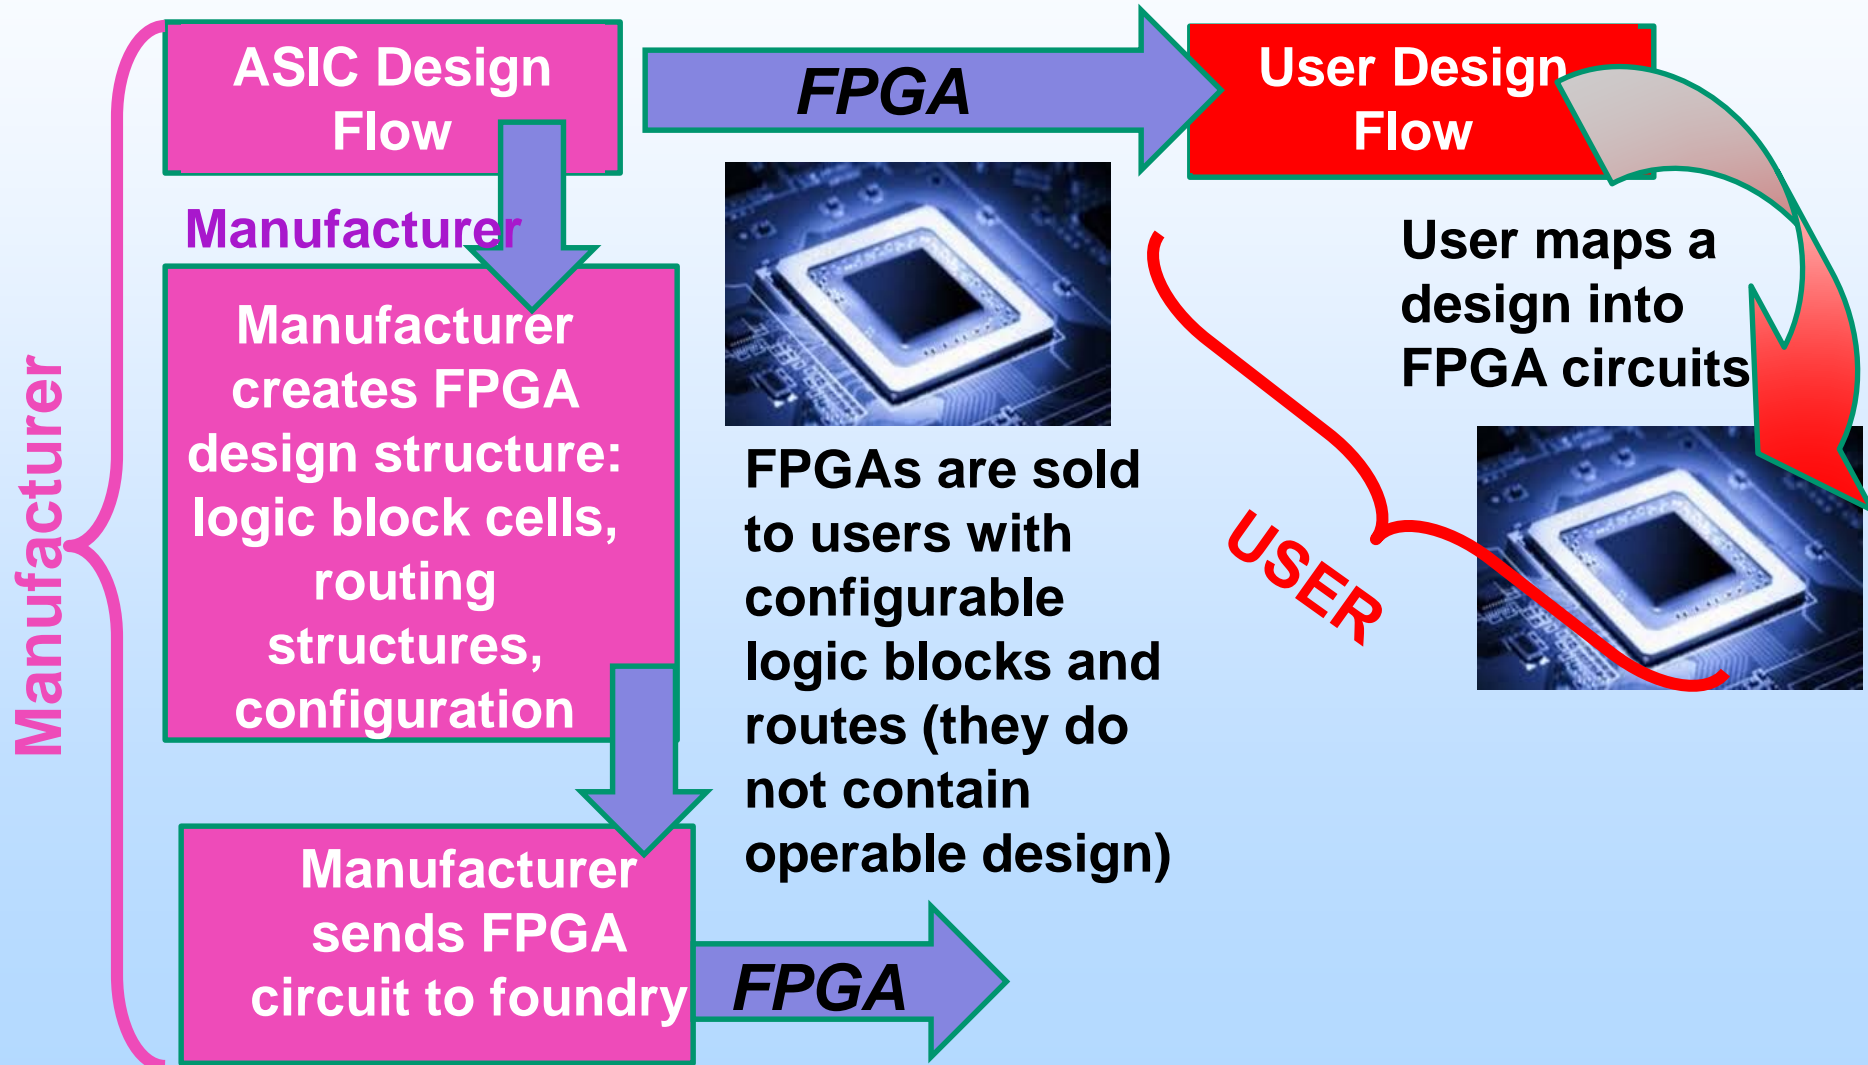 ASIC Design
Flow
FPGA
User Design
Flow
Manufacturer
Manufacturer
Manufacturer
creates FPGA
design structure:
logic block cells,
routing
structures,
configuration
Manufacturer
sends FPGA
circuit to foundry
FPGA
FPGAs are sold
to users with
configurable
logic blocks and
routes (they do
not contain
operable design)
USER
User maps a
design into
FPGA circuits